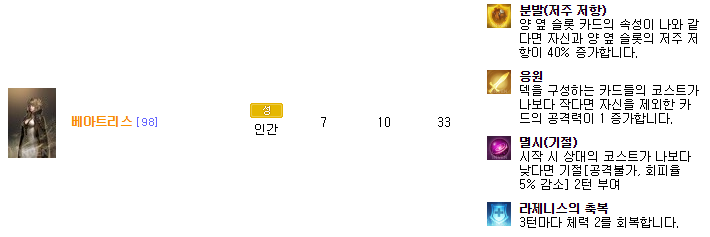 분발(저주 저항)
양 옆 슬롯 카드의 속성이 나와 같
다면 자신과 양 옆 슬롯의 저주 저
항이 40% 증가합니다.
응원
덱을 구성하는 카드들의 코스트가
나보다 작다면 자신을 제외한 카
드의 공격력이 1 증가합니다.
베아트리스 [98]
성
인간
7
10
33
멸시(기절)
시작 시 상대의 코스트가 나보다
낮다면 기절[공격불가, 회피율
5% 감소] 2턴 부여
라제니스의 축복
3턴마다 체력 2를 회복합니다.